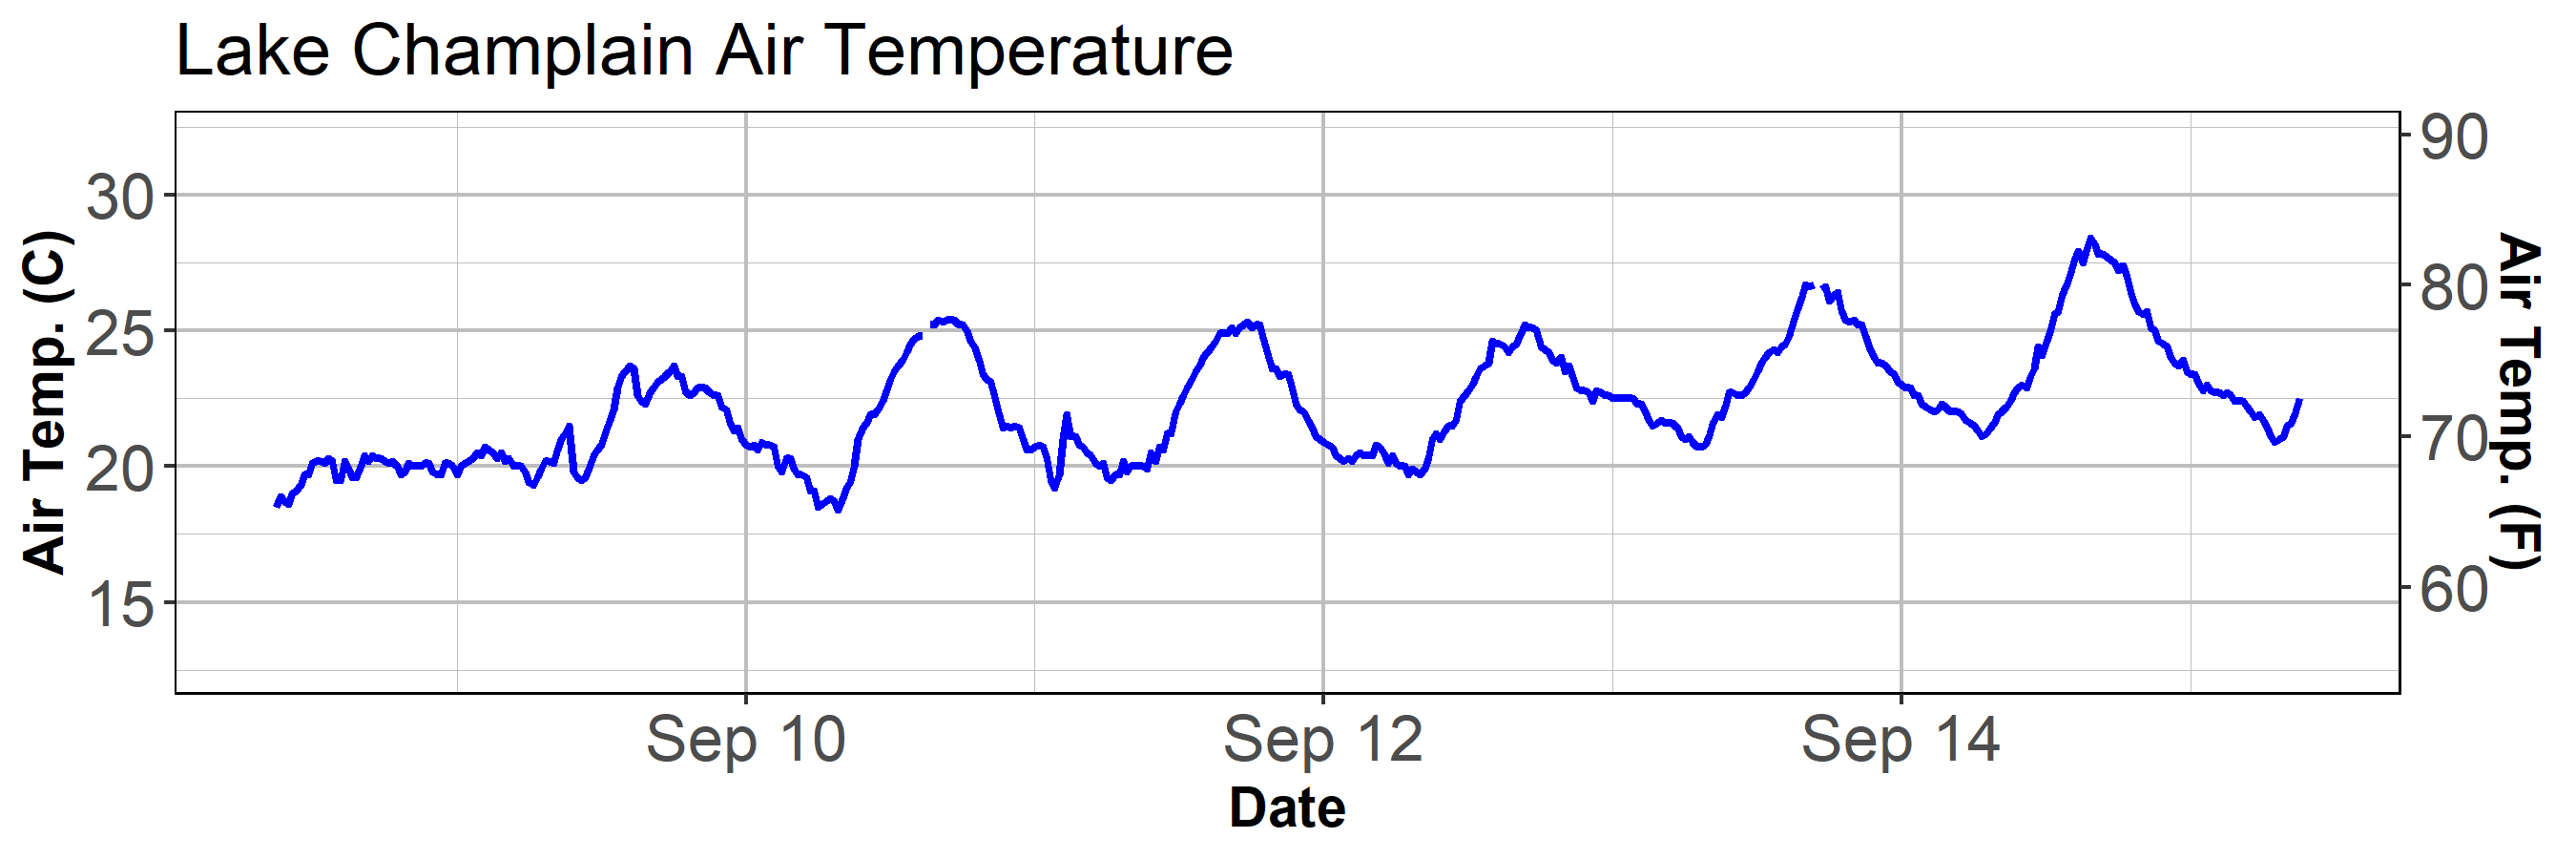 Lake Champlain Air Temperature
Air Temp. (C)
30
25
20
15
90
80
70
60
Air Temp. (F)
Sep 10
Sep 12
Sep 14
Date